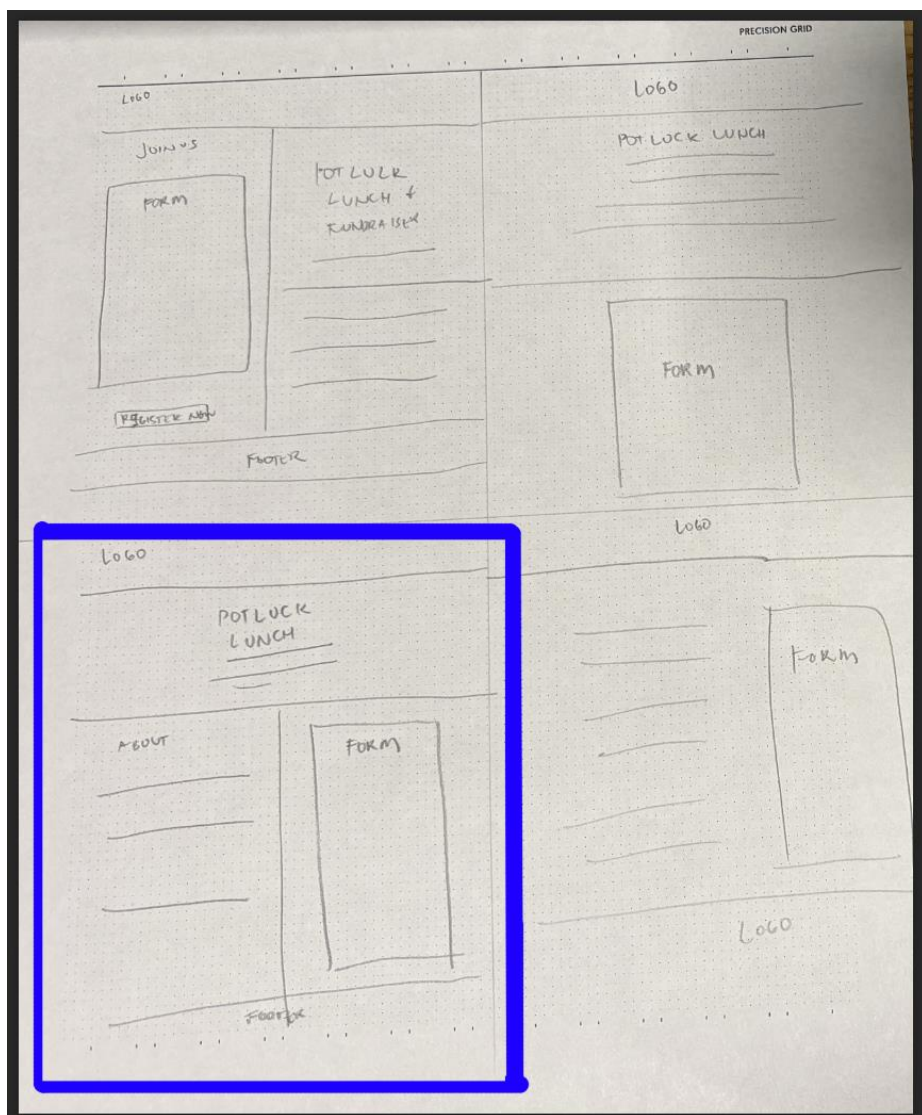 PRECISION GRID
LOGO
JOIN US
FORM
REGISTER NOW
POTLULK
LUNCH &
FUNDRAISER
FOOTER
LOGO
POTLUCK LUNCH
FORM
LOGO
POTLUCK
LUNCH
ABOUT
FORM
FOOTER
LOGO
FORM
LOGO